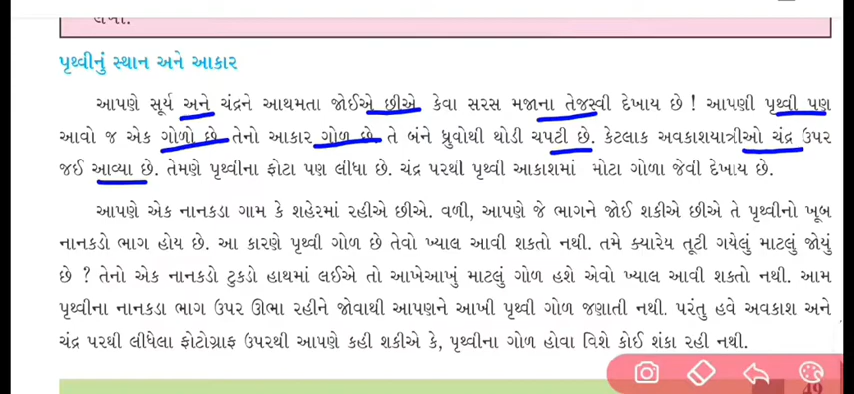 લખો.
પૃથ્વીનું સ્થાન અને આકાર
આપણે સૂર્ય અને ચંદ્રને આથમતા જોઈએ છીએ કેવા સરસ મજાના તેજસ્વી દેખાય છે ! આપણી પૃથ્વી પણ
આવો જ એક ગોળો છે તેનો આકાર ગોળ છે તે બંને ધ્રુવોથી થોડી ચપટી છે. કેટલાક અવકાશયાત્રીઓ ચંદ્ર ઉપર
જઈ આવ્યા છે. તેમણે પૃથ્વીના ફોટા પણ લીધા છે. ચંદ્ર પરથી પૃથ્વી આકાશમાં મોટા ગોળા જેવી દેખાય છે.
આપણે એક નાનકડા ગામ કે શહેરમાં રહીએ છીએ. વળી, આપણે જે ભાગને જોઈ શકીએ છીએ તે પૃથ્વીનો ખૂબ
નાનકડો ભાગ હોય છે. આ કારણે પૃથ્વી ગોળ છે તેવો ખ્યાલ આવી શકતો નથી. તમે ક્યારેય તૂટી ગયેલું માટલું જોયું
છે ? તેનો એક નાનકડો ટુકડો હાથમાં લઈએ તો આખેઆખું માટલું ગોળ હશે એવો ખ્યાલ આવી શકતો નથી. આમ
પૃથ્વીના નાનકડા ભાગ ઉપર ઊભા રહીને જોવાથી આપણને આખી પૃથ્વી ગોળ જણાતી નથી. પરંતુ હવે અવકાશ અને
ચંદ્ર પરથી લીધેલા ફોટોગ્રાફ ઉપરથી આપણે કહી શકીએ કે, પૃથ્વીના ગોળ હોવા વિશે કોઈ શંકા રહી નથી.
49